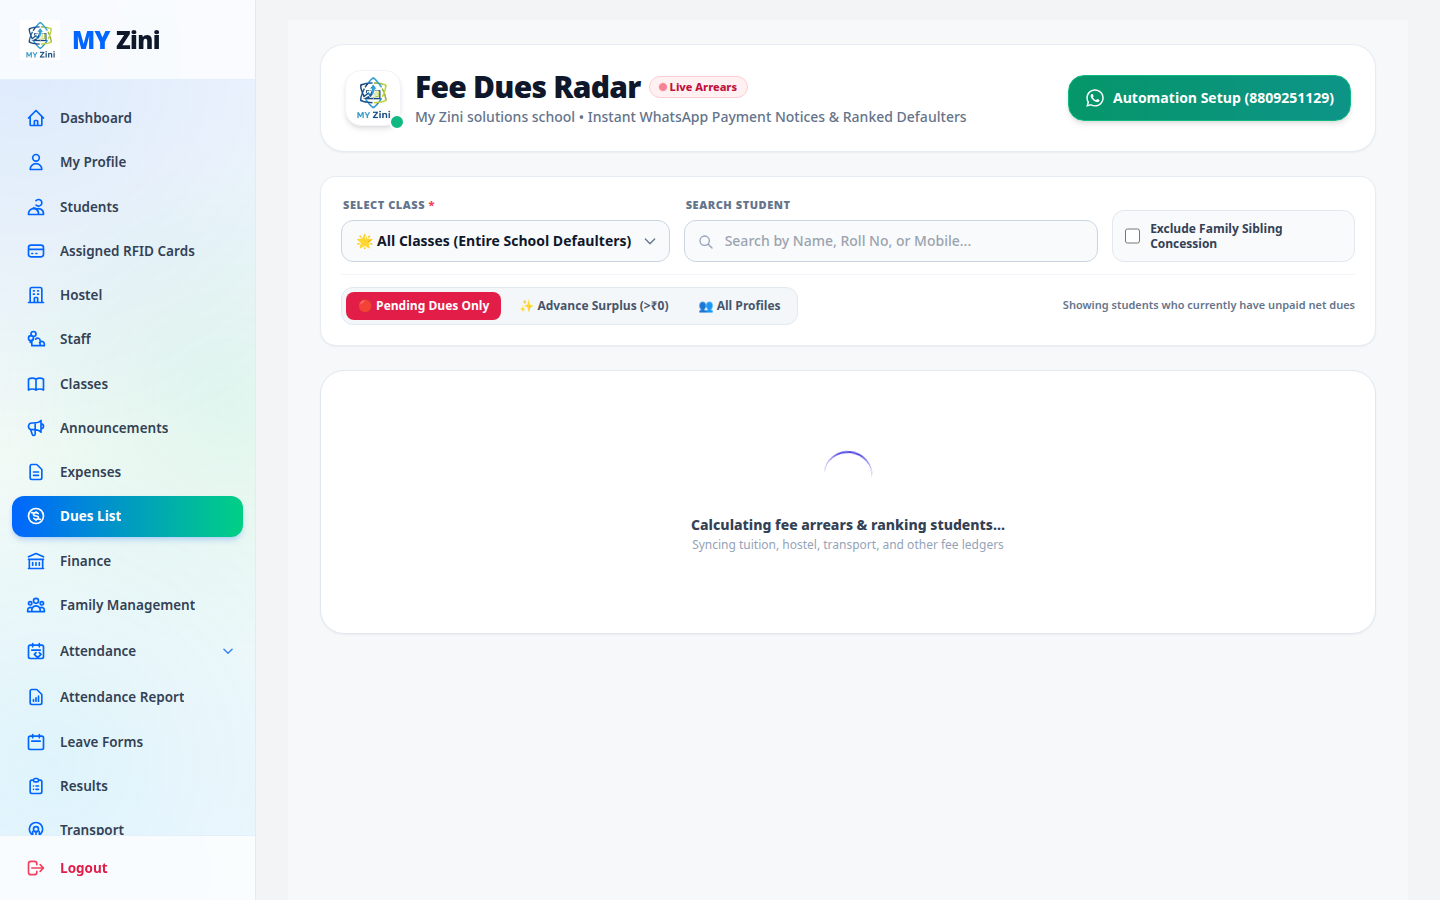 MY Zini
MY Zini
Dashboard
My Profile
Students
Assigned RFID Cards
Hostel
Staff
Classes
Announcements
Expenses
Dues List
Finance
Family Management
Attendance
Attendance Report
Leave Forms
Results
Transport
Logout
MY Zini
Fee Dues Radar
Live Arrears
My Zini solutions school • Instant WhatsApp Payment Notices & Ranked Defaulters
Automation Setup (8809251129)
SELECT CLASS *
🌟 All Classes (Entire School Defaulters)
SEARCH STUDENT
Search by Name, Roll No, or Mobile...
Exclude Family Sibling
Concession
🔴 Pending Dues Only
✨ Advance Surplus (>₹0)
👥 All Profiles
Showing students who currently have unpaid net dues
Calculating fee arrears & ranking students...
Syncing tuition, hostel, transport, and other fee ledgers